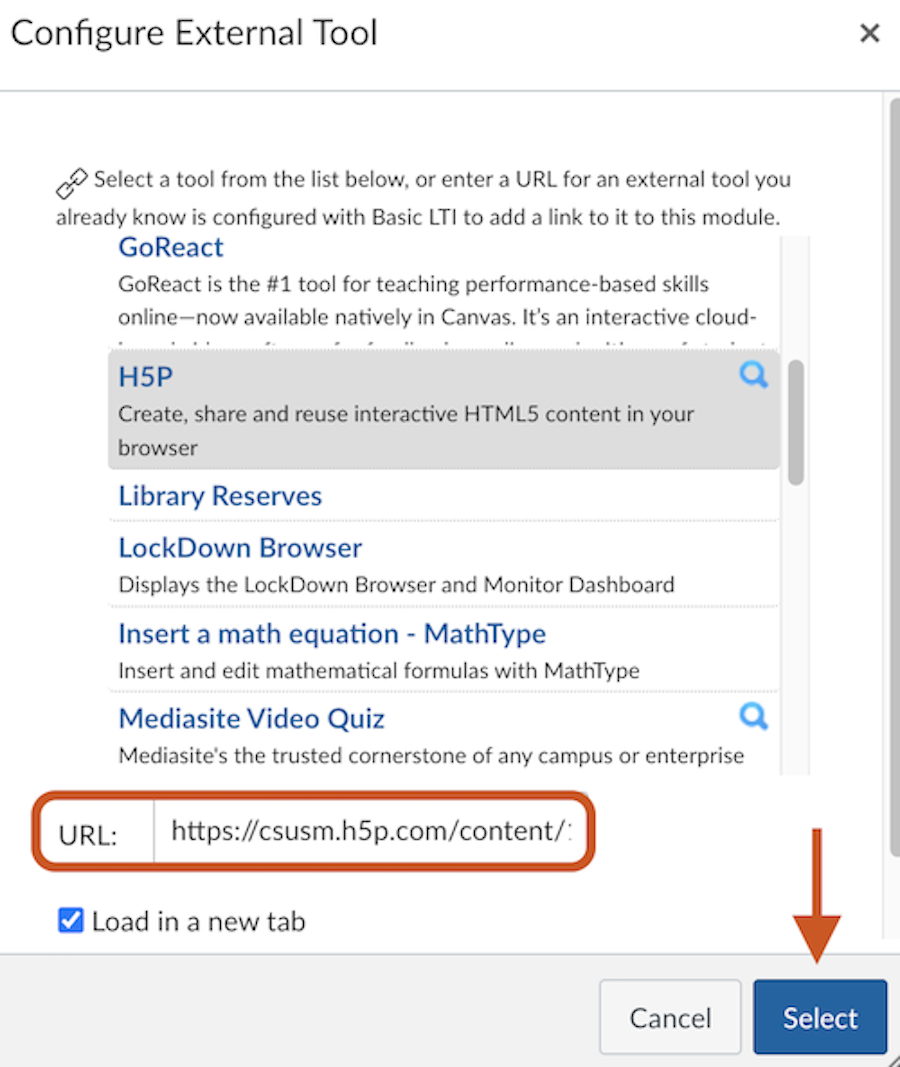 Configure External Tool
Select a tool from the list below, or enter a URL for an external tool you
already know is configured with Basic LTI to add a link to it to this module.
GoReact
GoReact is the #1 tool for teaching performance-based skills
online—now available natively in Canvas. It's an interactive cloud-
H5P
Create, share and reuse interactive HTML5 content in your
browser
Library Reserves
LockDown Browser
Displays the LockDown Browser and Monitor Dashboard
Insert a math equation - MathType
Insert and edit mathematical formulas with MathType
Mediasite Video Quiz
Mediasite's the trusted cornerstone of any campus or enterprise
URL: https://csusm.h5p.com/content/
Load in a new tab
Cancel Select